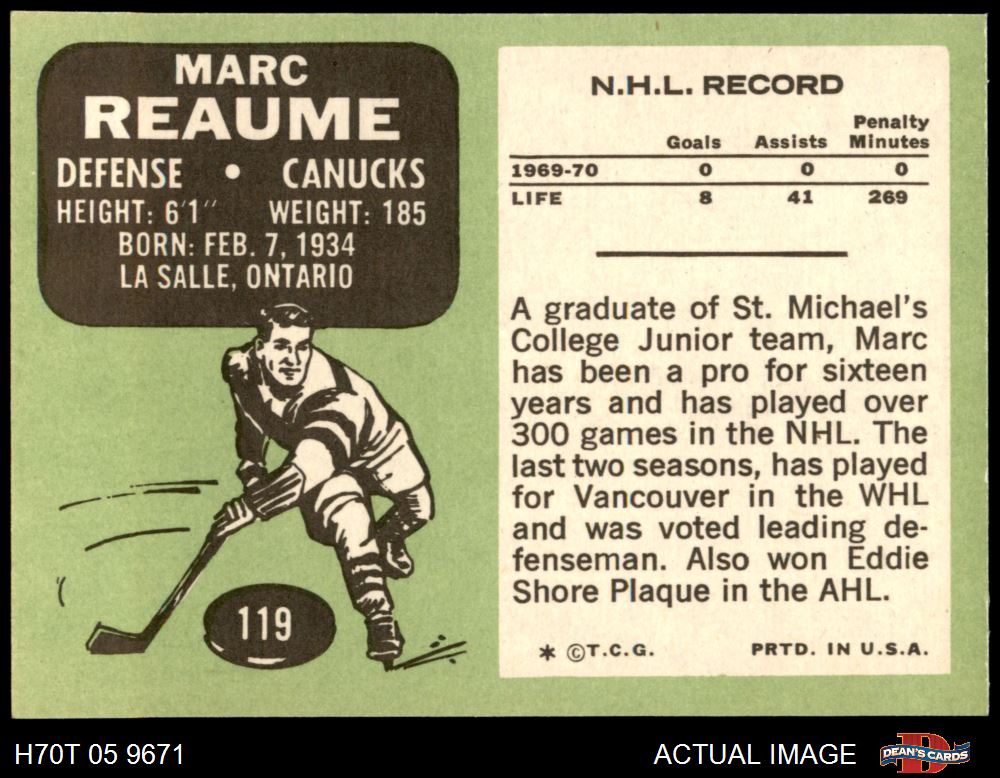 MARC
REAUME
DEFENSE • CANUCKS
HEIGHT: 6'1" WEIGHT: 185
BORN: FEB. 7, 1934
LA SALLE, ONTARIO
119
N.H.L. RECORD
Goals Assists Penalty Minutes
1969-70 0 0 0
LIFE 8 41 269
A graduate of St. Michael's
College Junior team, Marc
has been a pro for sixteen
years and has played over
300 games in the NHL. The
last two seasons, has played
for Vancouver in the WHL
and was voted leading de-
fenseman. Also won Eddie
Shore Plaque in the AHL.
* ©T.C.G. PRTD. IN U.S.A.
H70T 05 9671 ACTUAL IMAGE DEAN'S CARDS